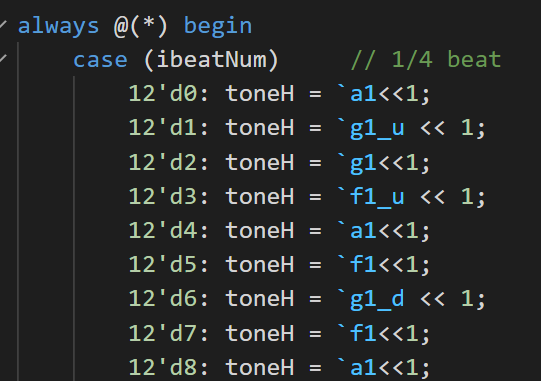 always @(*) begin
case (ibeatNum) // 1/4 beat
12'd0: toneH = `a1<<1;
12'd1: toneH = `g1_u << 1;
12'd2: toneH = `g1<<1;
12'd3: toneH = `f1_u << 1;
12'd4: toneH = `a1<<1;
12'd5: toneH = `f1<<1;
12'd6: toneH = `g1_d << 1;
12'd7: toneH = `f1<<1;
12'd8: toneH = `a1<<1;